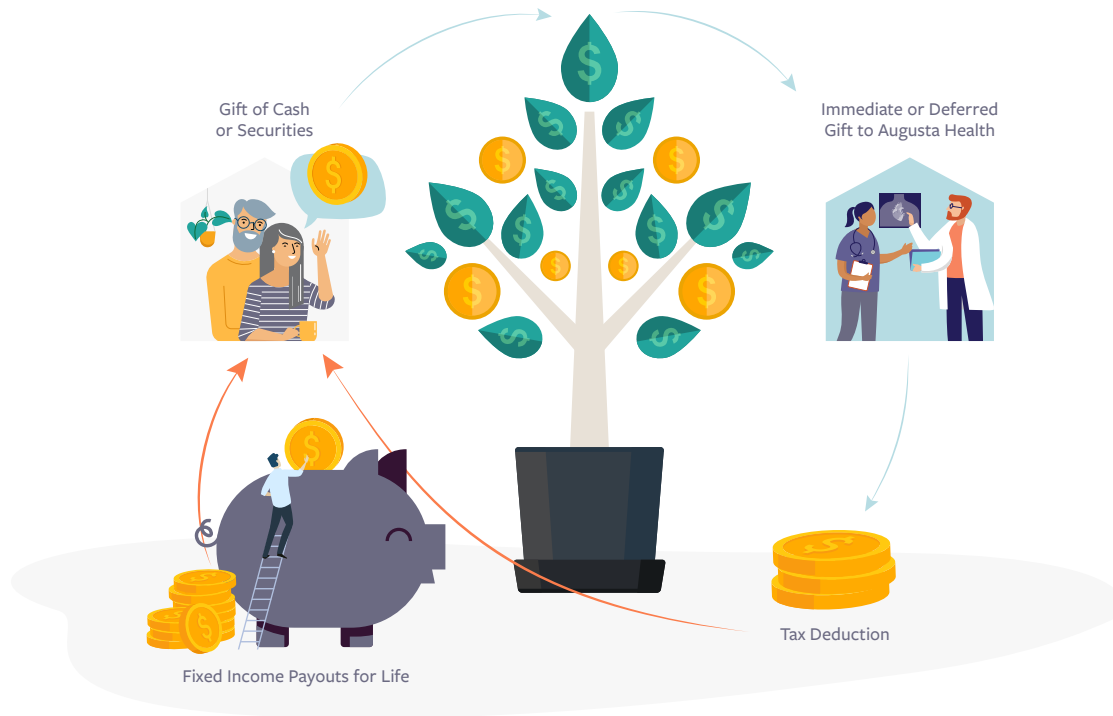 Gift of Cash
or Securities
Immediate or Deferred
Gift to Augusta Health
Tax Deduction
Fixed Income Payouts for Life